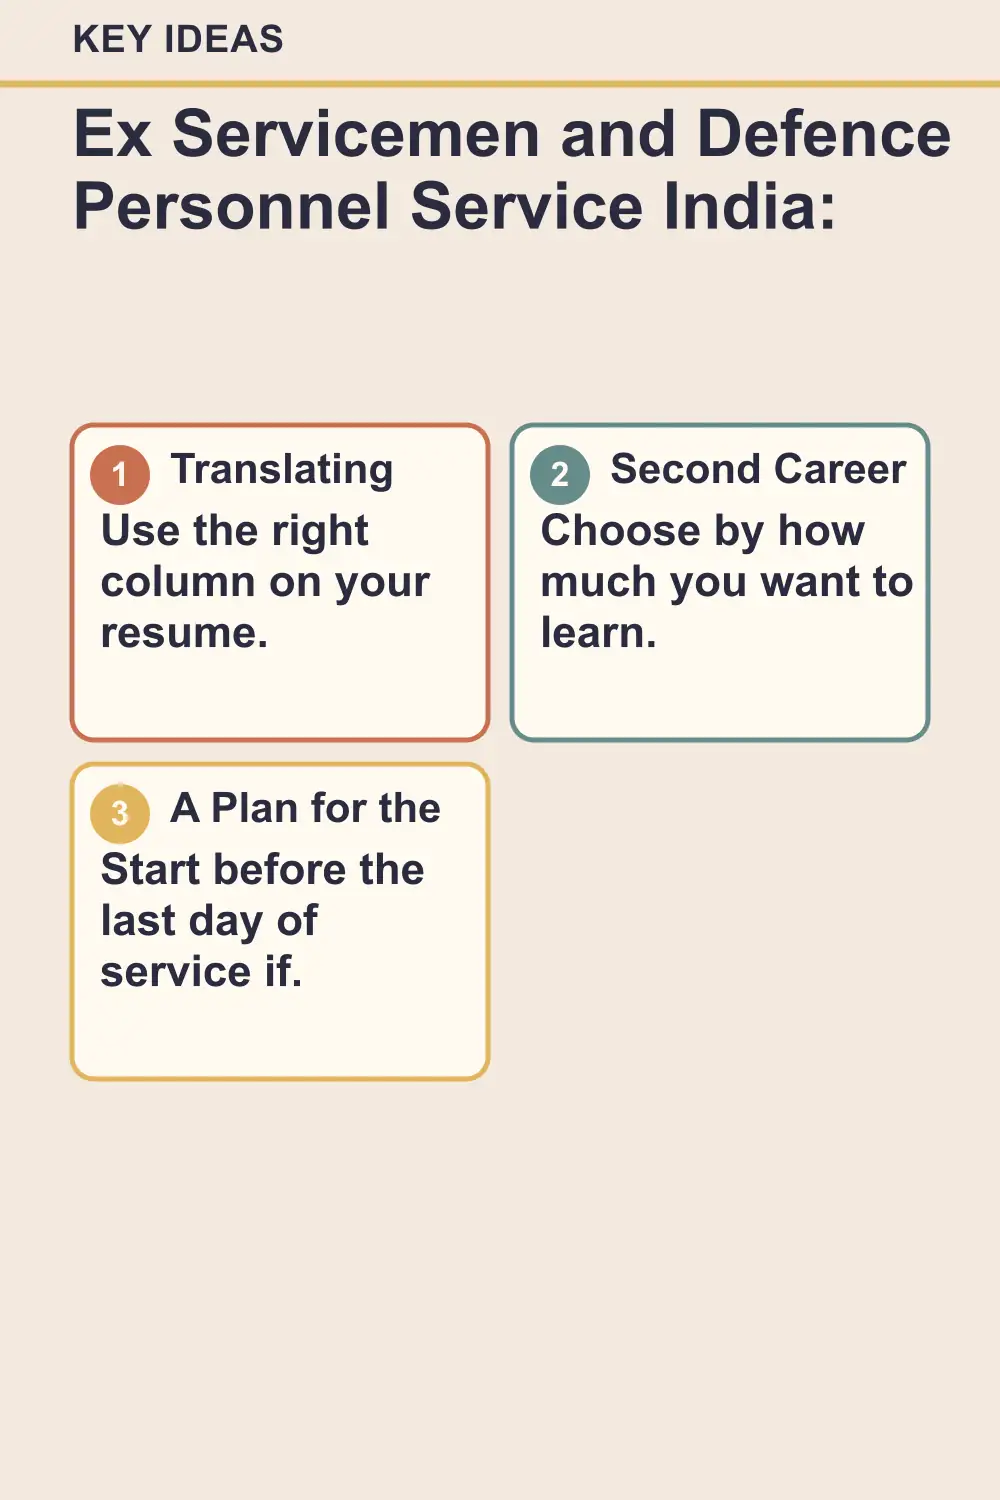 KEY IDEAS
Ex Servicemen and Defence
Personnel Service India:
1 Translating
Use the right
column on your
resume.
2 Second Career
Choose by how
much you want to
learn.
3 A Plan for the
Start before the
last day of
service if.